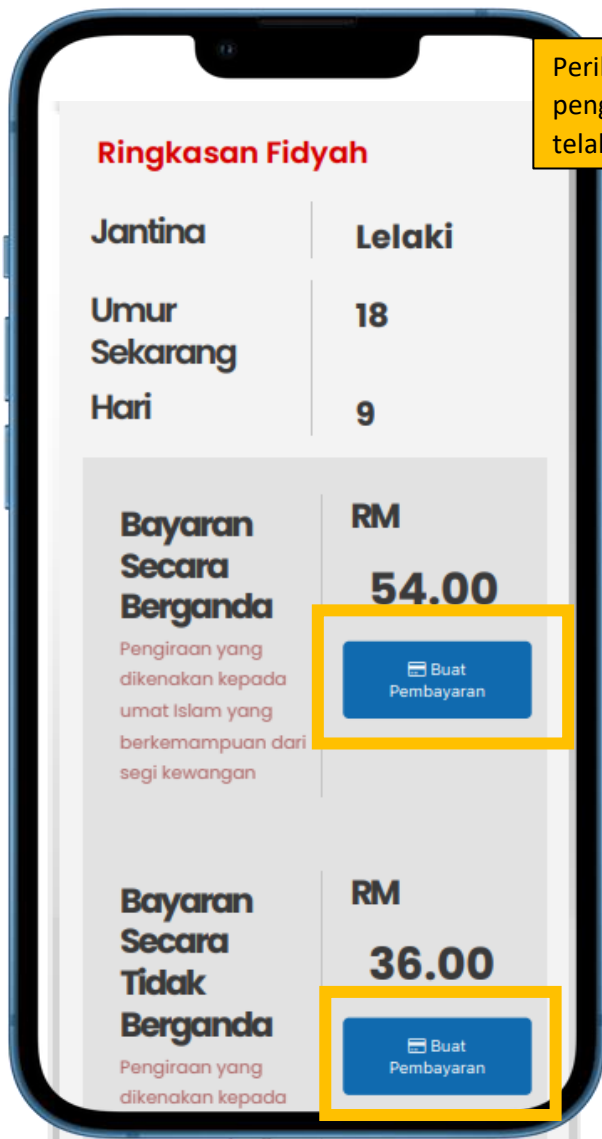 Ringkasan Fidyah
Jantina Lelaki
Umur Sekarang 18
Hari 9
Bayaran
Secara
Berganda
RM
54.00
Pengiraan yang
dikenakan kepada
umat Islam yang
berkemampuan dari
segi kewangan
Buat
Pembayaran
Bayaran
Secara
Tidak
Berganda
RM
36.00
Pengiraan yang
dikenakan kepada
Buat
Pembayaran